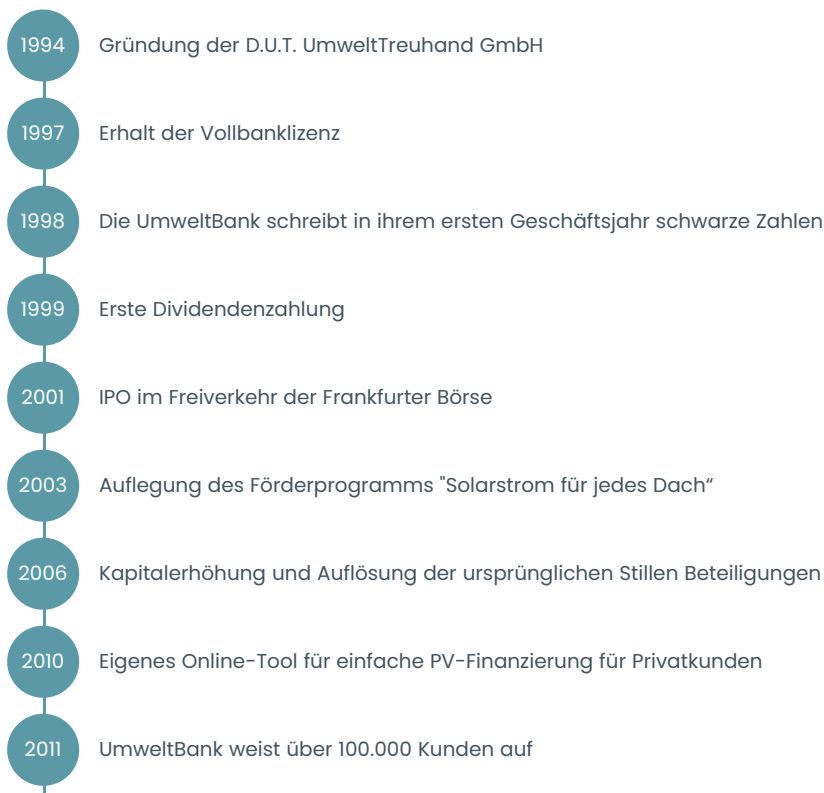 1994 Gründung der D.U.T. UmweltTreuhand GmbH
1997 Erhalt der Vollbanklizenz
1998 Die UmweltBank schreibt in ihrem ersten Geschäftsjahr schwarze Zahlen
1999 Erste Dividendenzahlung
2001 IPO im Freiverkehr der Frankfurter Börse
2003 Auflegung des Förderprogramms "Solarstrom für jedes Dach“
2006 Kapitalerhöhung und Auflösung der ursprünglichen Stillen Beteiligungen
2010 Eigenes Online-Tool für einfache PV-Finanzierung für Privatkunden
2011 UmweltBank weist über 100.000 Kunden auf